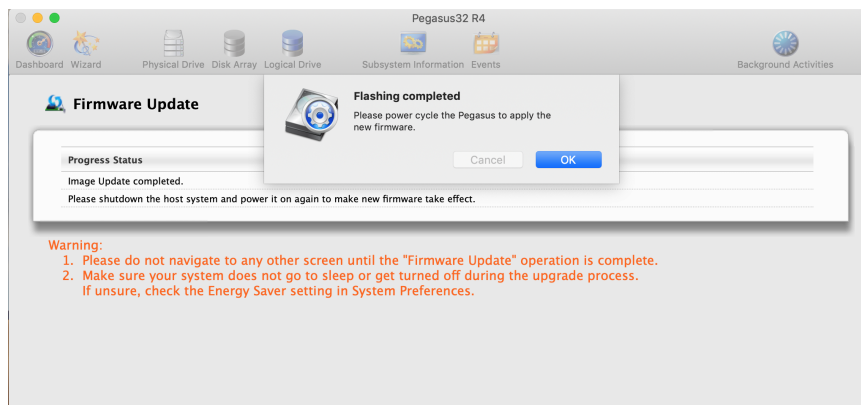 Pegasus32 R4
Dashboard Wizard Physical Drive Disk Array Logical Drive Subsystem Information Events Background Activities
Firmware Update
Flashing completed
Please power cycle the Pegasus to apply the
new firmware.
Cancel OK
Progress Status
Image Update completed.
Please shutdown the host system and power it on again to make new firmware take effect.
Warning:
1. Please do not navigate to any other screen until the "Firmware Update" operation is complete.
2. Make sure your system does not go to sleep or get turned off during the upgrade process.
If unsure, check the Energy Saver setting in System Preferences.